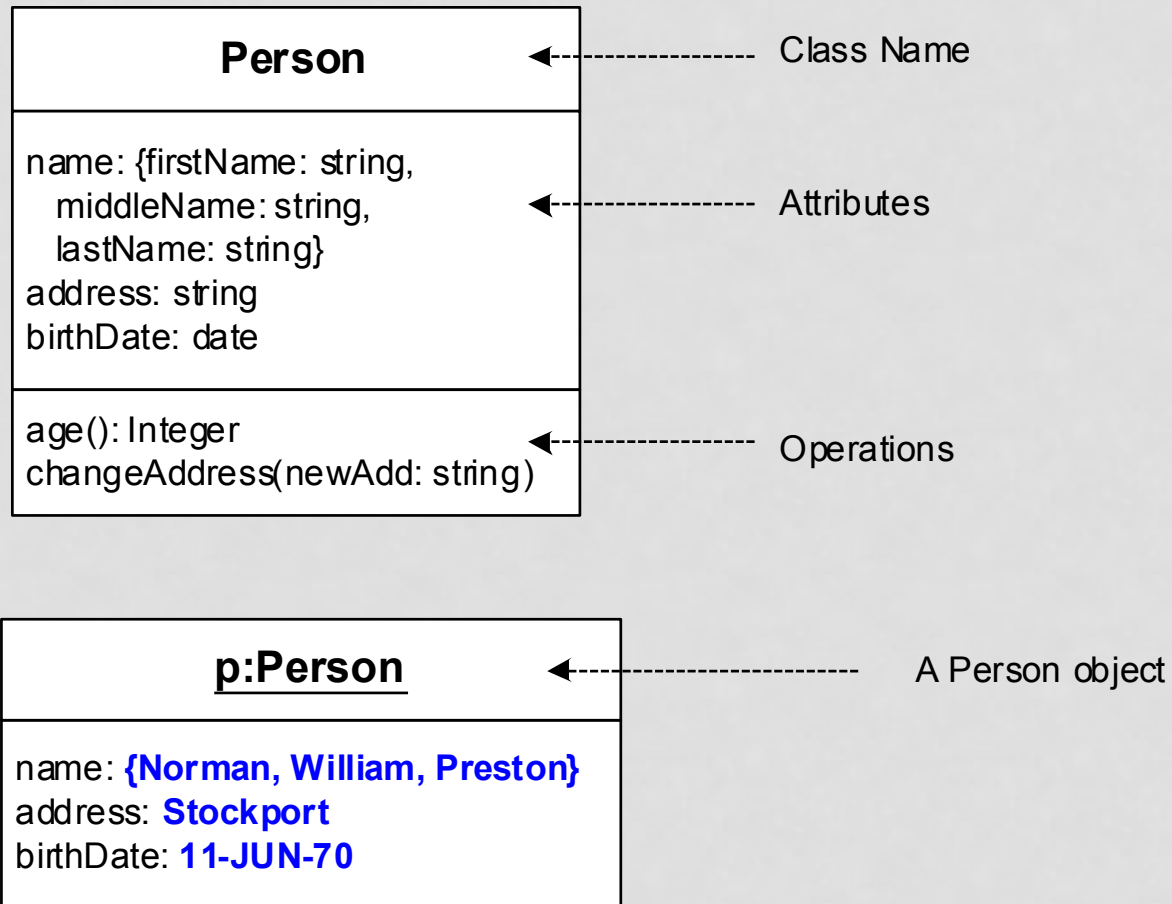 Person
Class Name
name: {firstName: string,
middleName: string,
lastName: string}
address: string
birthDate: date
Attributes
age(): Integer
changeAddress(newAdd: string)
Operations
p:Person
A Person object
name: {Norman, William, Preston}
address: Stockport
birthDate: 11-JUN-70